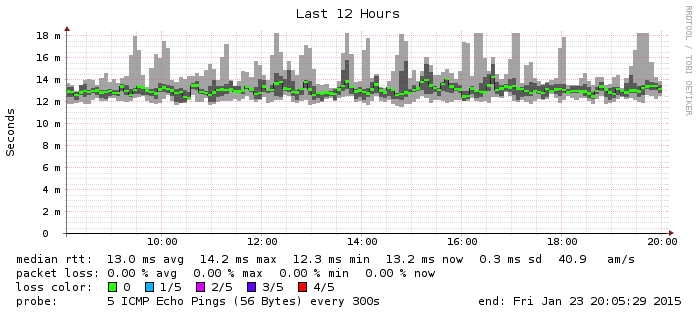 Last 12 Hours
RRDTOOL / TOBI OETIKER
Seconds
18 m
16 m
14 m
12 m
10 m
8 m
6 m
4 m
2 m
0
10:00 12:00 14:00 16:00 18:00 20:00
median rtt: 13.0 ms avg 14.2 ms max 12.3 ms min 13.2 ms now 0.3 ms sd 40.9 am/s
packet loss: 0.00 % avg 0.00 % max 0.00 % min 0.00 % now
loss color: 0 1/5 2/5 3/5 4/5
probe: 5 ICMP Echo Pings (56 Bytes) every 300s end: Fri Jan 23 20:05:29 2015